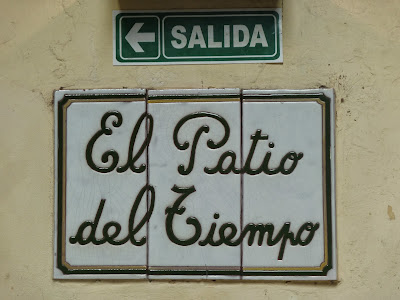 SALIDA
El Patio
del Tiempo